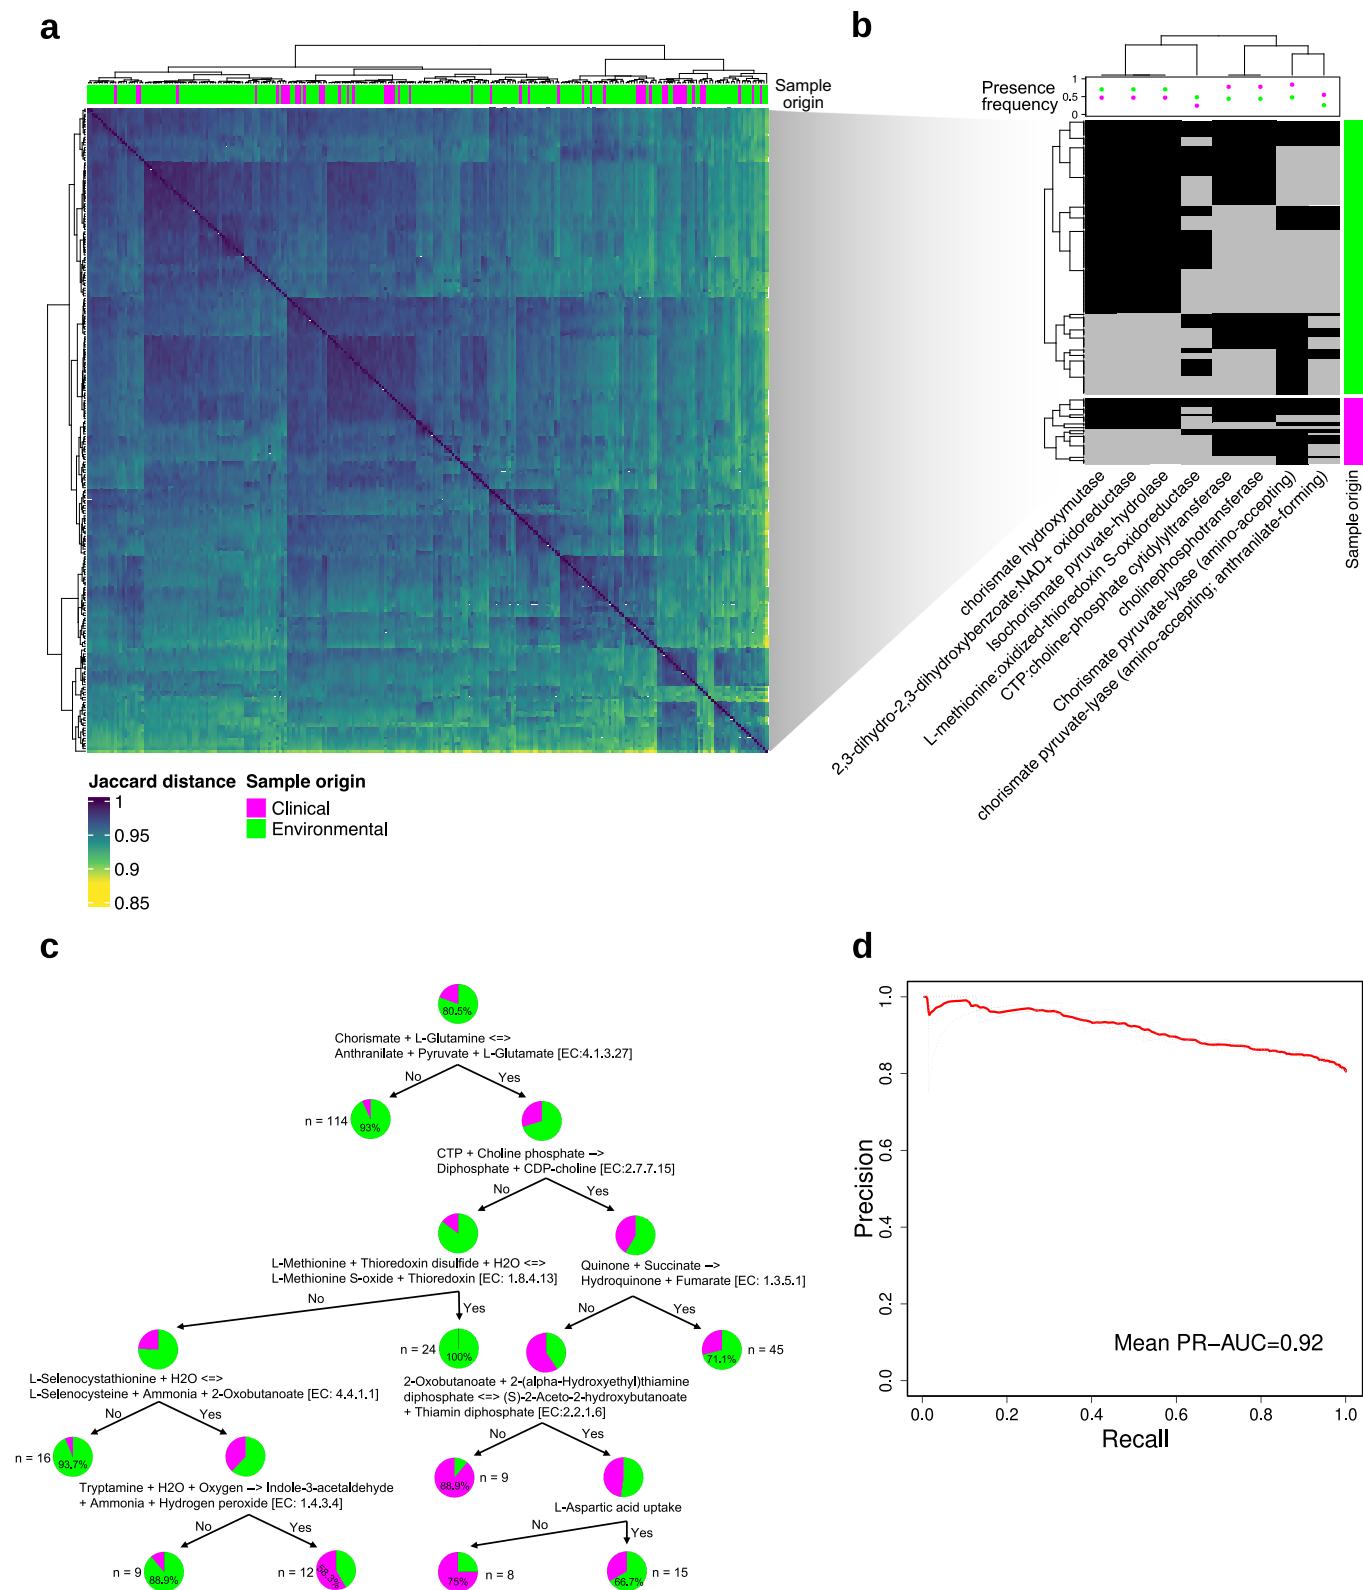 a
Sample
origin
Jaccard distance
1
0.95
0.9
0.85
Sample origin
Clinical
Environmental
b
Presence
frequency
1
0.5
0
Sample origin
chorismate hydroxymutase
2,3-dihydro-2,3-dihydroxybenzoate:NAD+ oxidoreductase
Isochorismate pyruvate-hydrolase
L-methionine:oxidized-thioredoxin S-oxidoreductase
CTP:choline-phosphate cytidylyltransferase
cholinephosphotransferase
Chorismate pyruvate-lyase (amino-accepting)
chorismate pyruvate-lyase (amino-accepting; anthranilate-forming)
c
80.5%
Chorismate + L-Glutamine <=>
Anthranilate + Pyruvate + L-Glutamate [EC:4.1.3.27]
No
Yes
n = 114
93%
CTP + Choline phosphate –>
Diphosphate + CDP-choline [EC:2.7.7.15]
No
Yes
L-Methionine + Thioredoxin disulfide + H2O <=>
L-Methionine S-oxide + Thioredoxin [EC: 1.8.4.13]
Quinone + Succinate –>
Hydroquinone + Fumarate [EC: 1.3.5.1]
No
Yes
No
Yes
n = 24
100%
71.1%
n = 45
L-Selenocystathionine + H2O <=>
L-Selenocysteine + Ammonia + 2-Oxobutanoate [EC: 4.4.1.1]
2-Oxobutanoate + 2-(alpha-Hydroxyethyl)thiamine
diphosphate <=> (S)-2-Aceto-2-hydroxybutanoate
+ Thiamin diphosphate [EC:2.2.1.6]
No
Yes
No
Yes
n = 16
93.7%
88.9%
n = 9
Tryptamine + H2O + Oxygen –> Indole-3-acetaldehyde
+ Ammonia + Hydrogen peroxide [EC: 1.4.3.4]
L-Aspartic acid uptake
No
Yes
No
Yes
n = 9
88.9%
n = 12
58.3%
75%
n = 8
66.7%
n = 15
d
Precision
1.0
0.8
0.6
0.4
0.2
0.0
Mean PR–AUC=0.92
0.0
0.2
0.4
0.6
0.8
1.0
Recall